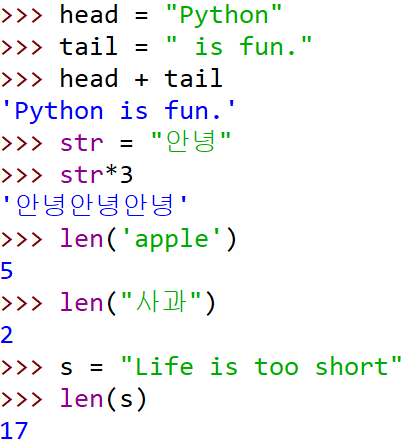 >>> head = "Python"
>>> tail = " is fun."
>>> head + tail
'Python is fun.'
>>> str = "안녕"
>>> str*3
'안녕안녕안녕'
>>> len('apple')
5
>>> len("사과")
2
>>> s = "Life is too short"
>>> len(s)
17